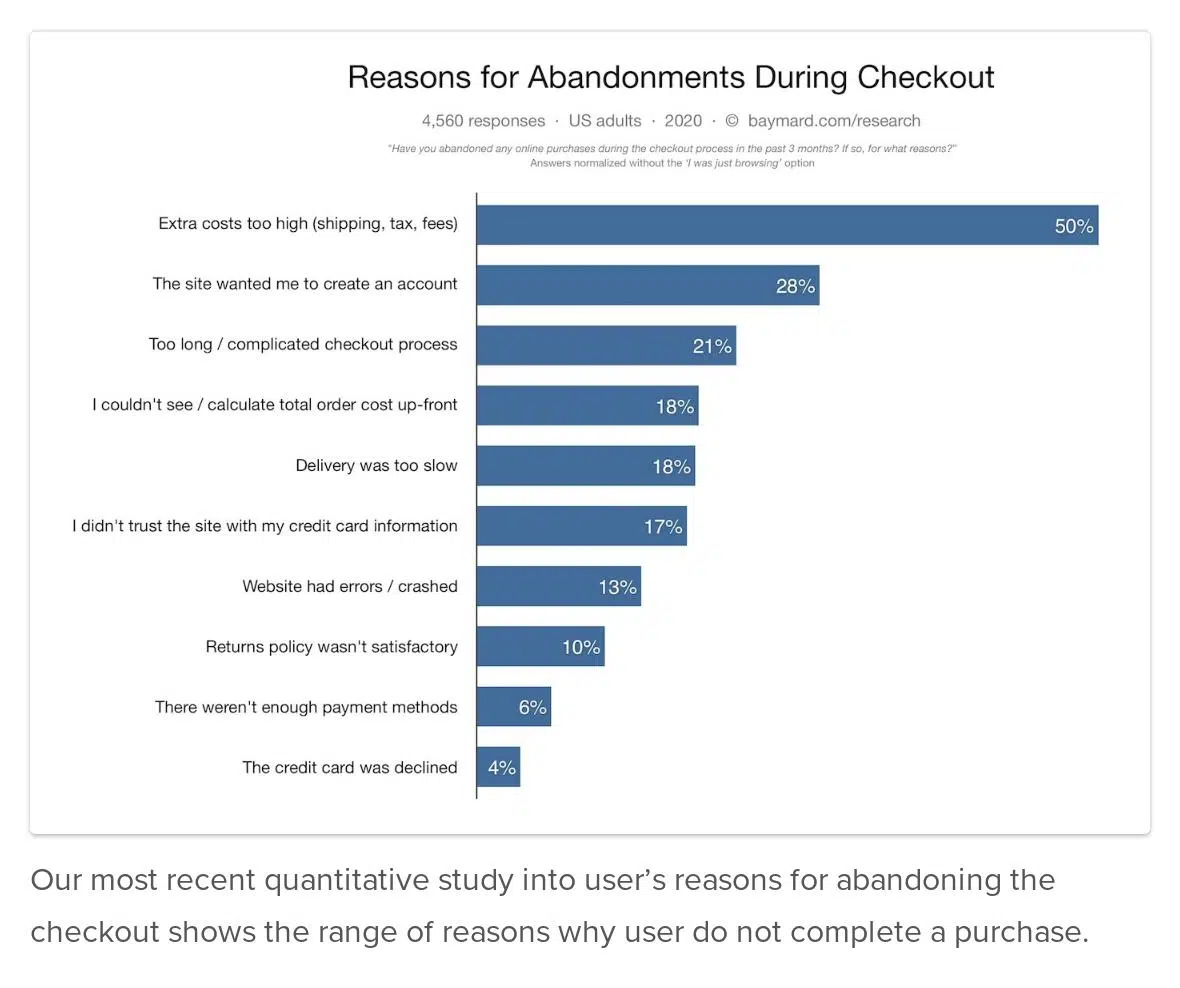 Reasons for Abandonments During Checkout
4,560 responses · US adults · 2020 · © baymard.com/research
"Have you abandoned any online purchases during the checkout process in the past 3 months? If so, for what reasons?"
Answers normalized without the 'I was just browsing' option
Extra costs too high (shipping, tax, fees) 50%
The site wanted me to create an account 28%
Too long / complicated checkout process 21%
I couldn't see / calculate total order cost up-front 18%
Delivery was too slow 18%
I didn't trust the site with my credit card information 17%
Website had errors / crashed 13%
Returns policy wasn't satisfactory 10%
There weren't enough payment methods 6%
The credit card was declined 4%
Our most recent quantitative study into user’s reasons for abandoning the
checkout shows the range of reasons why user do not complete a purchase.